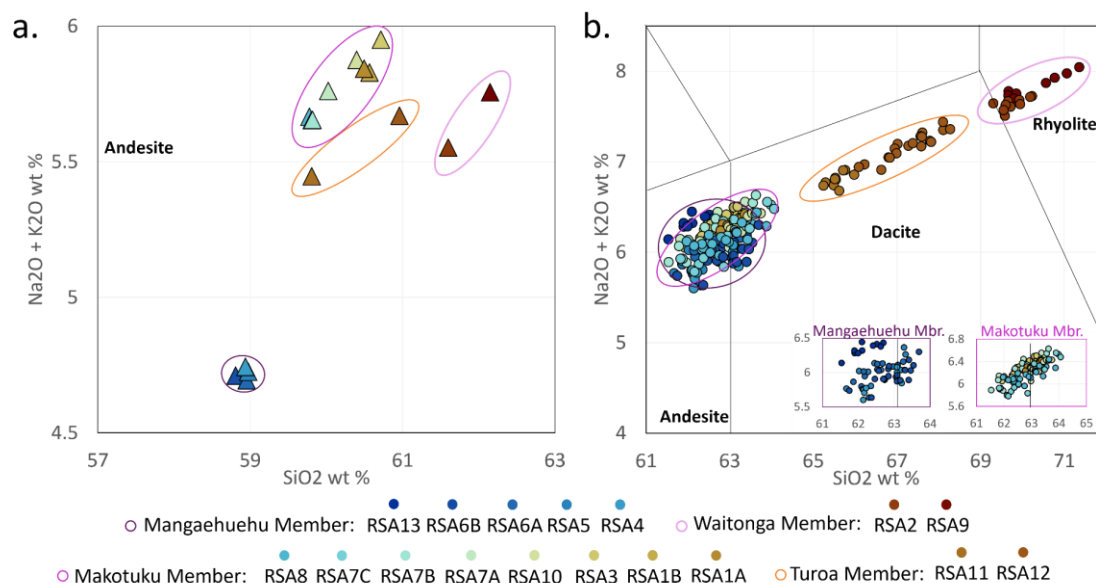 a.
b.
6
5.5
5
4.5
Na2O + K2O wt %
Andesite
57
59
61
63
SiO2 wt %
8
7
6
5
4
Na2O + K2O wt %
Rhyolite
Dacite
Andesite
Mangaehuehu Mbr.
6.5
6
5.5
61
62
63
64
Makotuku Mbr.
6.4
6
5.6
61
62
63
64
65
61
63
65
67
69
71
SiO2 wt %
Mangaehuehu Member: RSA13 RSA6B RSA6A RSA5 RSA4
Waitonga Member: RSA2 RSA9
Makotuku Member: RSA8 RSA7C RSA7B RSA7A RSA10 RSA3 RSA1B RSA1A
Turoa Member: RSA11 RSA12